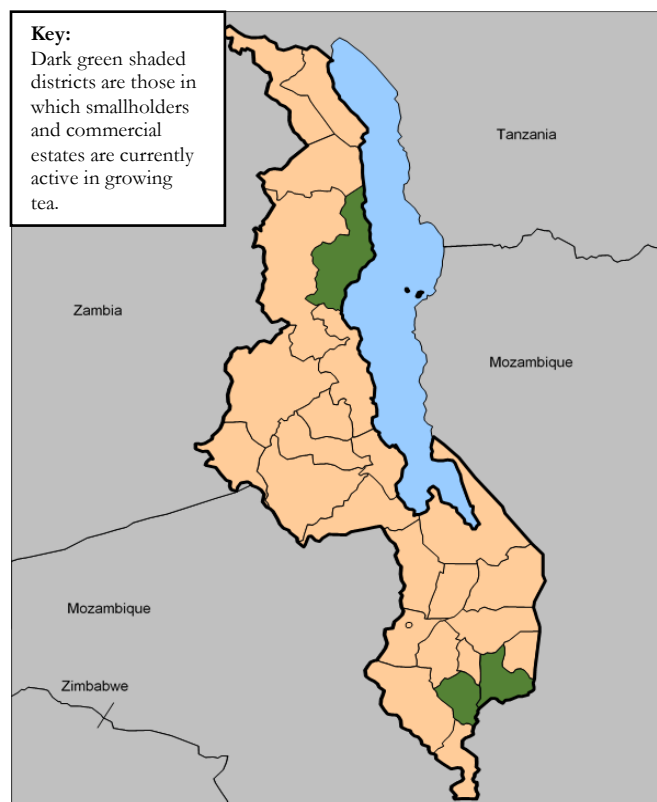 Key:
Dark green shaded
districts are those in
which smallholders
and commercial
estates are currently
active in growing
tea.
Tanzania
Zambia
Mozambique
Mozambique
Zimbabwe